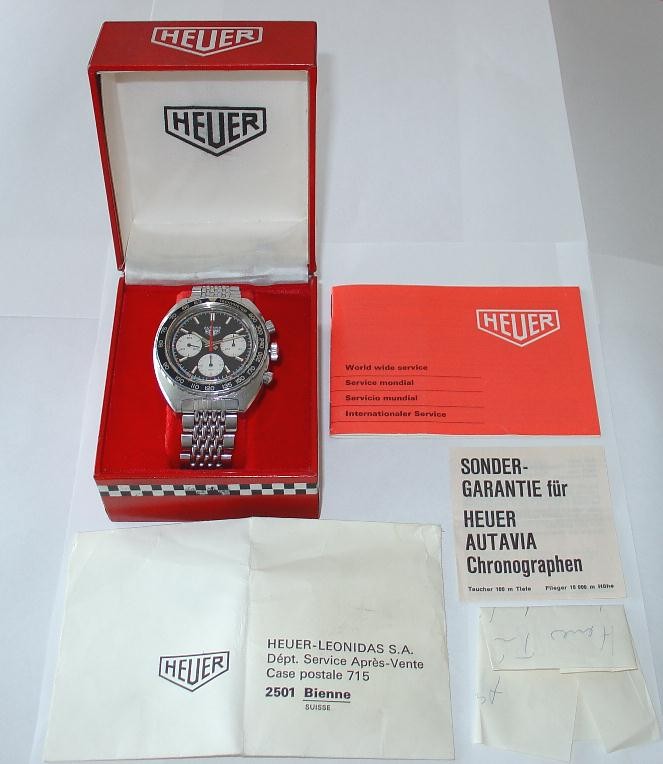 HEUER
HEUER
HEUER
World wide service
Service mondial
Servicio mundial
Internationaler Service
SONDER-
GARANTIE für
HEUER
AUTAVIA
Chronographen
Taucher 100 m Tiefe Flieger 10 000 m Höhe
HEUER
HEUER-LEONIDAS S.A.
Dépt. Service Après-Vente
Case postale 715
2501 Bienne
SUISSE
Heuer